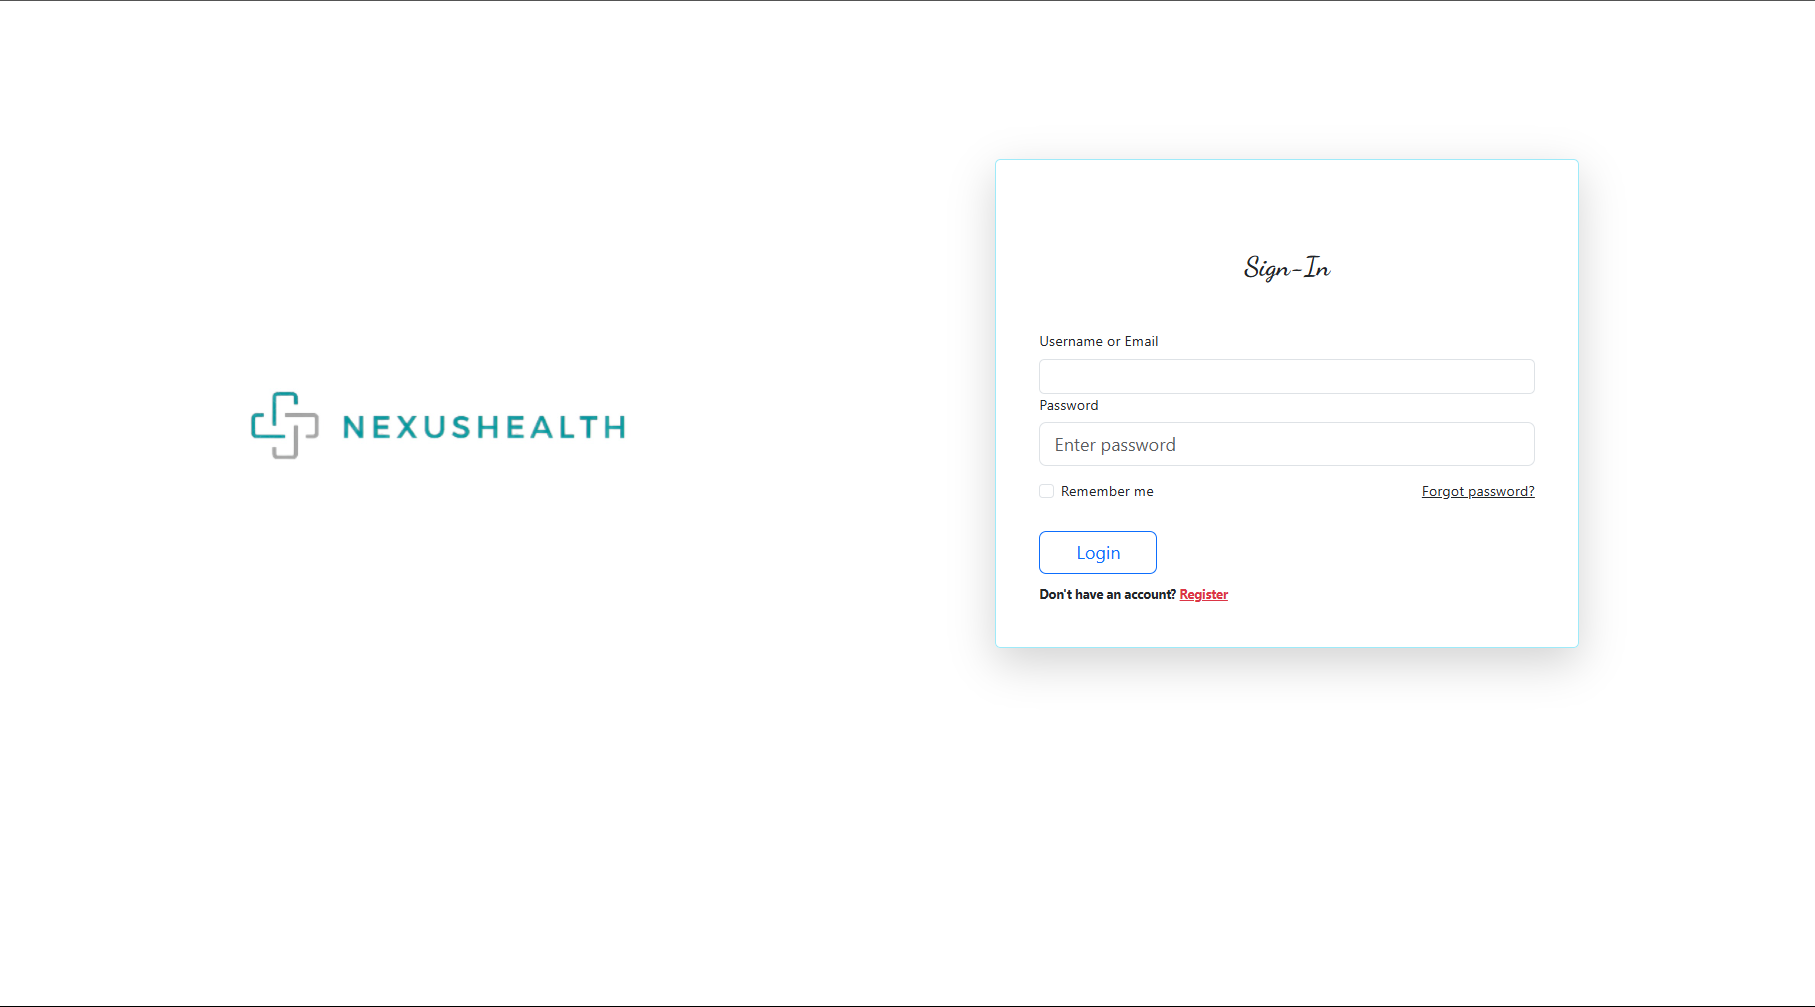 NEXUSHEALTH
Sign-In
Username or Email
Password
Enter password
Remember me
Forgot password?
Login
Don't have an account? Register